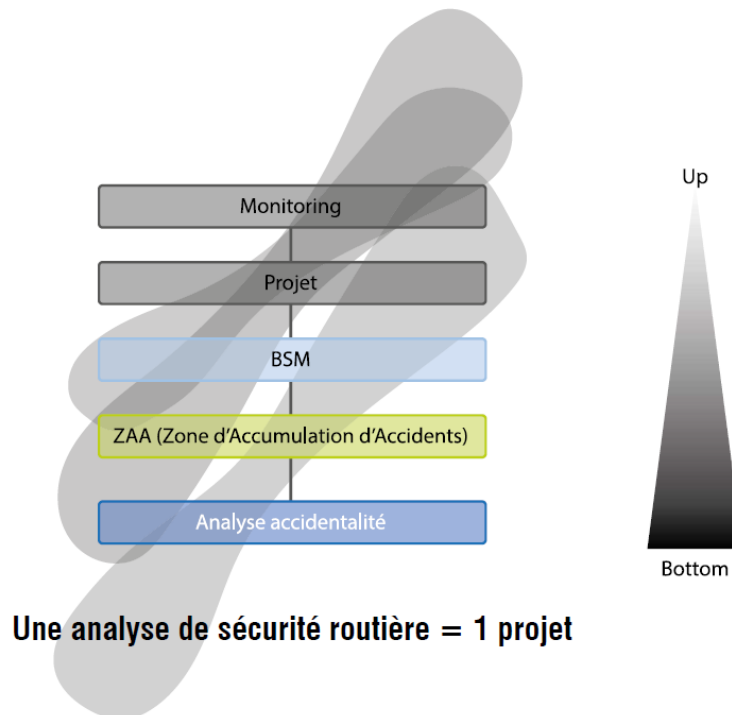 Up
Monitoring
Projet
BSM
ZAA (Zone d'Accumulation d'Accidents)
Analyse accidentalité
Bottom
Une analyse de sécurité routière = 1 projet